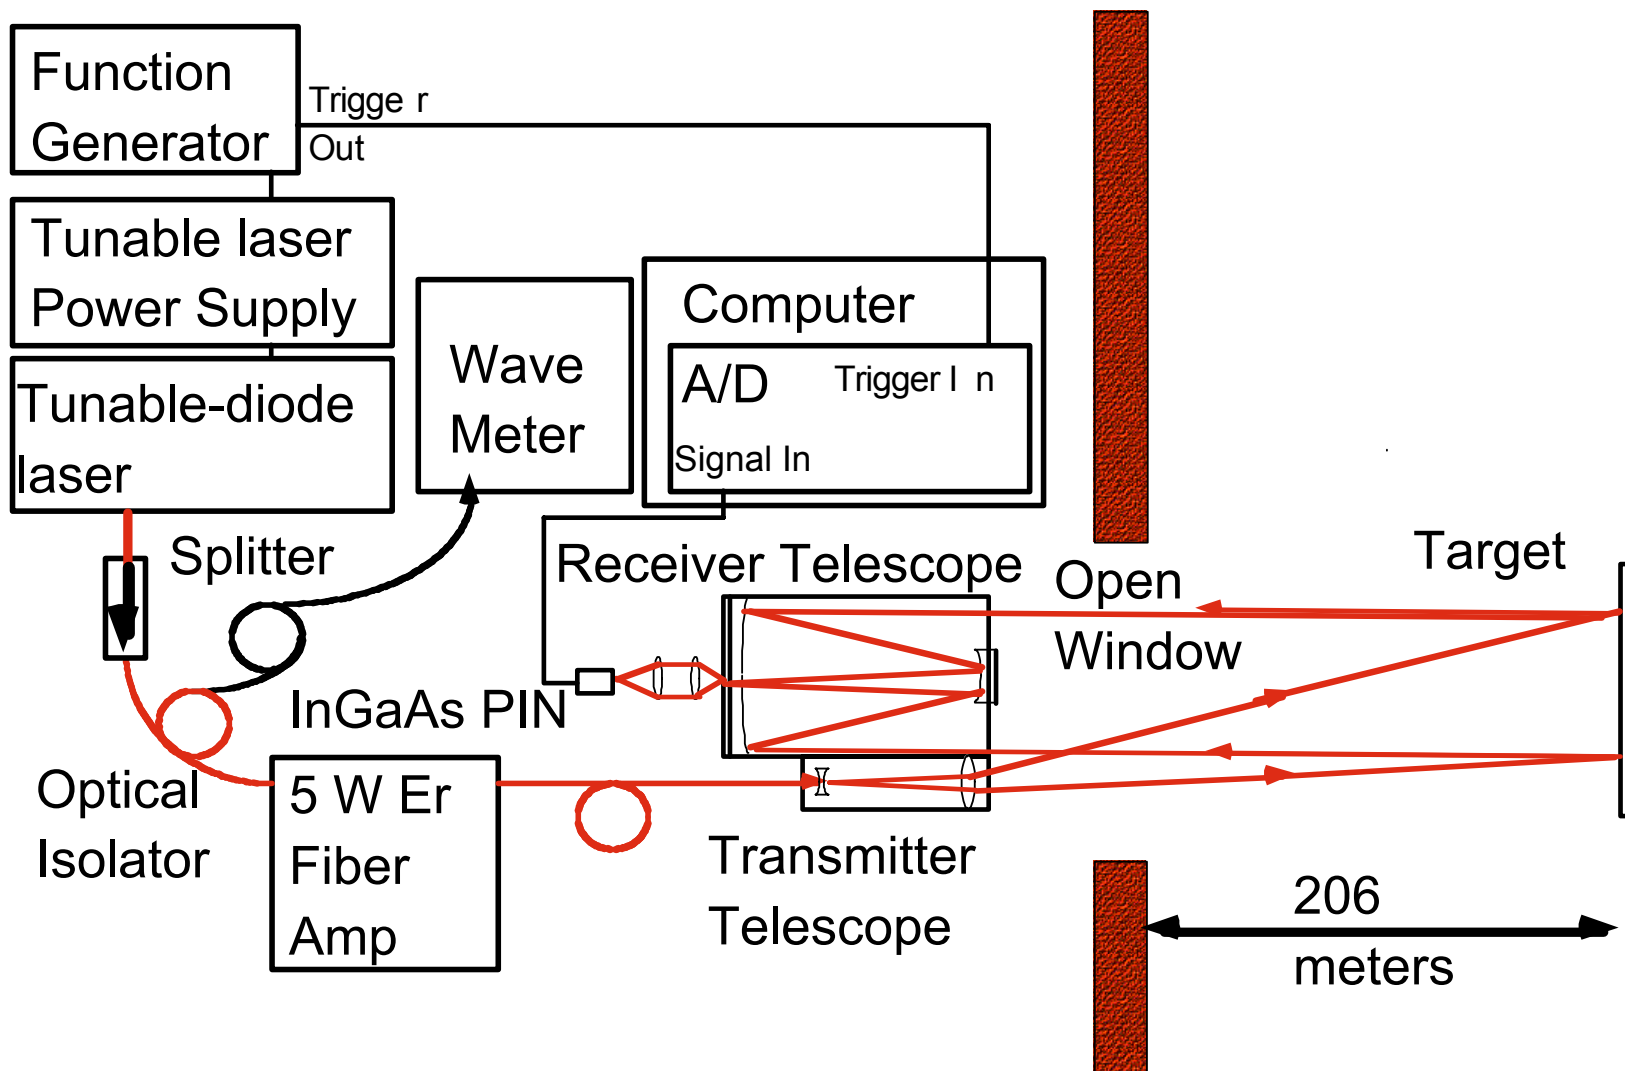 Function
Generator
Trigge r
Out
Tunable laser
Power Supply
Tunable-diode
laser
Wave
Meter
Computer
A/D
Trigger I n
Signal In
Splitter
Receiver Telescope
Open
Window
Target
InGaAs PIN
Optical
Isolator
5 W Er
Fiber
Amp
Transmitter
Telescope
206
meters